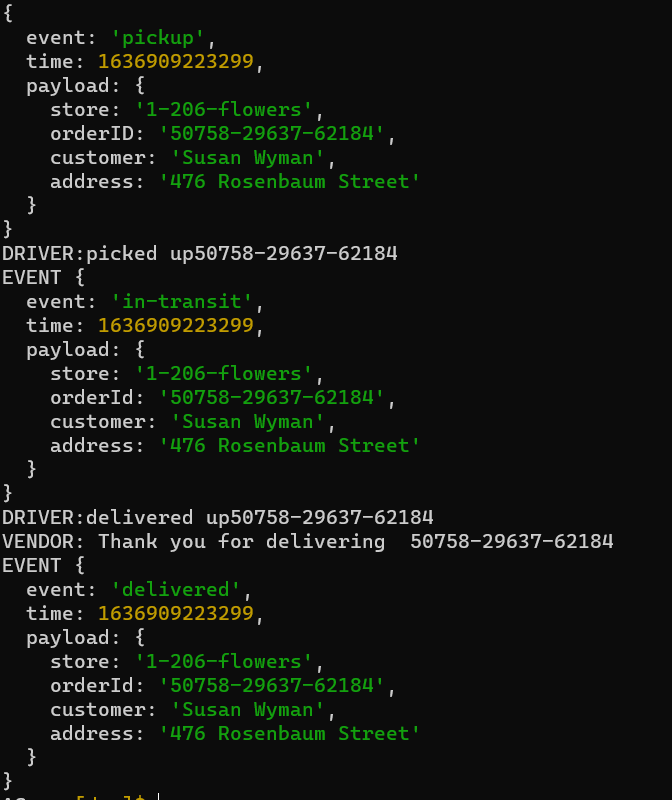 {
  event: 'pickup',
  time: 1636909223299,
  payload: {
    store: '1-206-flowers',
    orderID: '50758-29637-62184',
    customer: 'Susan Wyman',
    address: '476 Rosenbaum Street'
  }
}
DRIVER:picked up50758-29637-62184
EVENT {
  event: 'in-transit',
  time: 1636909223299,
  payload: {
    store: '1-206-flowers',
    orderId: '50758-29637-62184',
    customer: 'Susan Wyman',
    address: '476 Rosenbaum Street'
  }
}
DRIVER:delivered up50758-29637-62184
VENDOR: Thank you for delivering  50758-29637-62184
EVENT {
  event: 'delivered',
  time: 1636909223299,
  payload: {
    store: '1-206-flowers',
    orderId: '50758-29637-62184',
    customer: 'Susan Wyman',
    address: '476 Rosenbaum Street'
  }
}